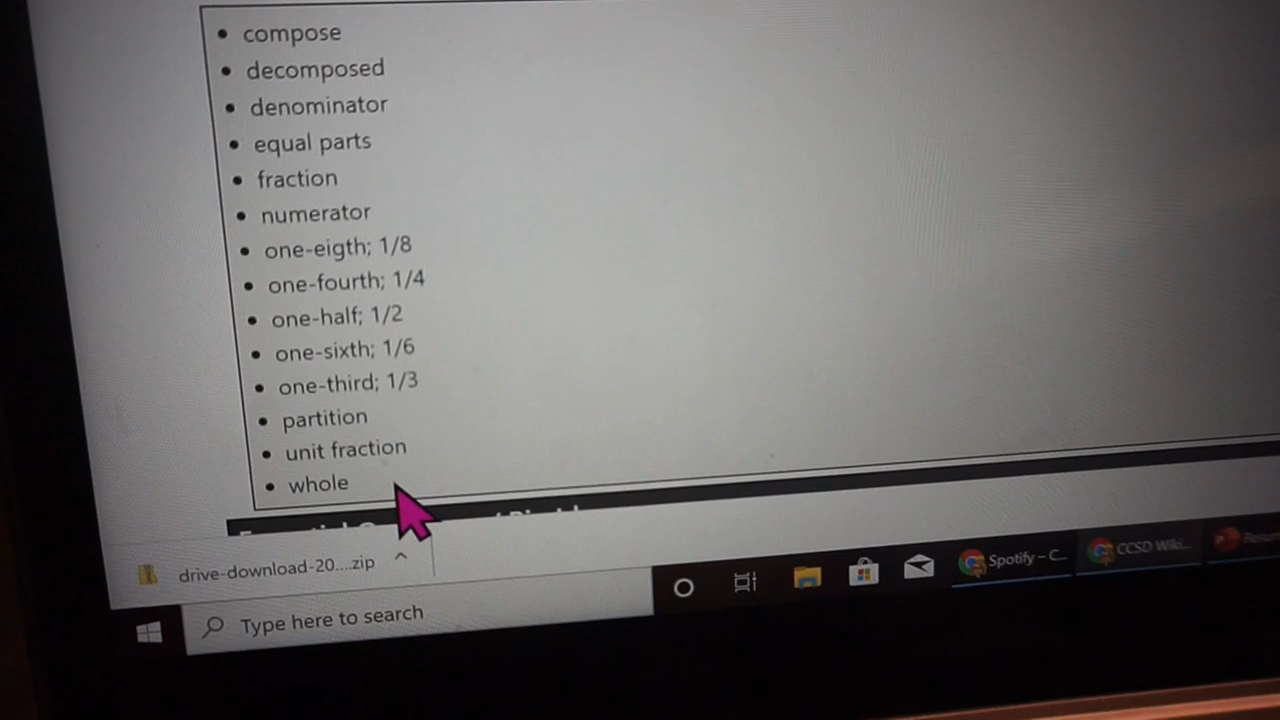 compose
decomposed
denominator
equal parts
fraction
numerator
one-eigth; 1/8
one-fourth; 1/4
one-half; 1/2
one-sixth; 1/6
one-third; 1/3
partition
unit fraction
whole
drive-download-20....zip
Type here to search
Spotify – C...
CCSD Wiki...